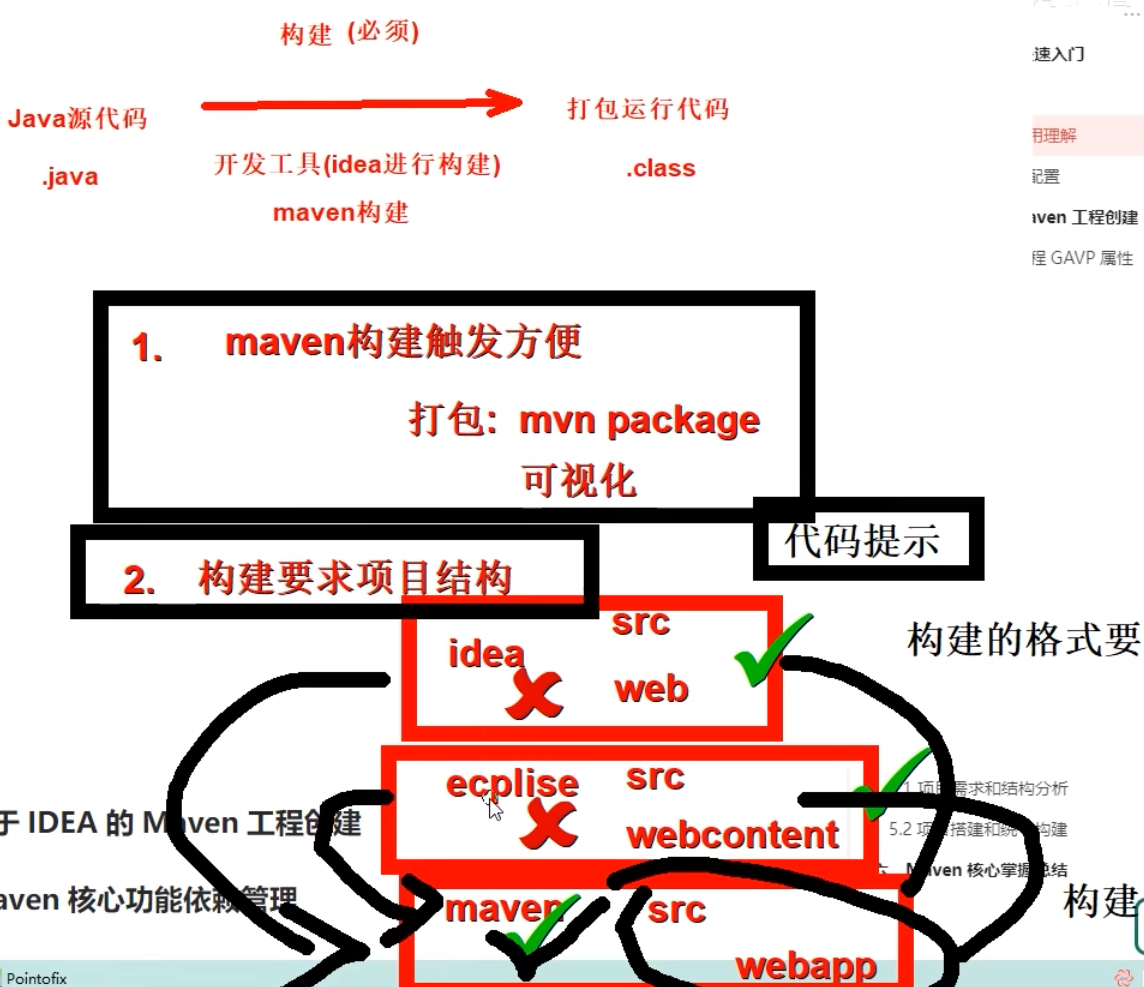 构建 (必须)
速入门
Java源代码
打包运行代码
用理解
开发工具(idea进行构建)
.java
.class
配置
maven构建
aven 工程创建
程 GAVP 属性
1. maven构建触发方便
打包: mvn package
可视化
代码提示
2. 构建要求项目结构
src
构建的格式要
idea
web
ecplise src
1 项目需求和结构分析
于 IDEA 的 Maven 工程创建
webcontent
5.2 项目搭建和统一构建
Maven 核心掌握总结
aven 核心功能依赖管理
构建
maven src
webapp
Pointofix